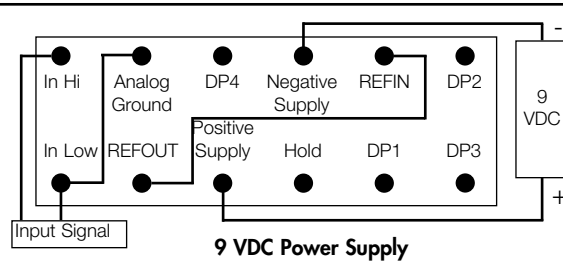 -
In Hi Analog Ground DP4 Negative Supply REFIN DP2
9 VDC
In Low REFOUT Positive Supply Hold DP1 DP3
+
Input Signal
9 VDC Power Supply